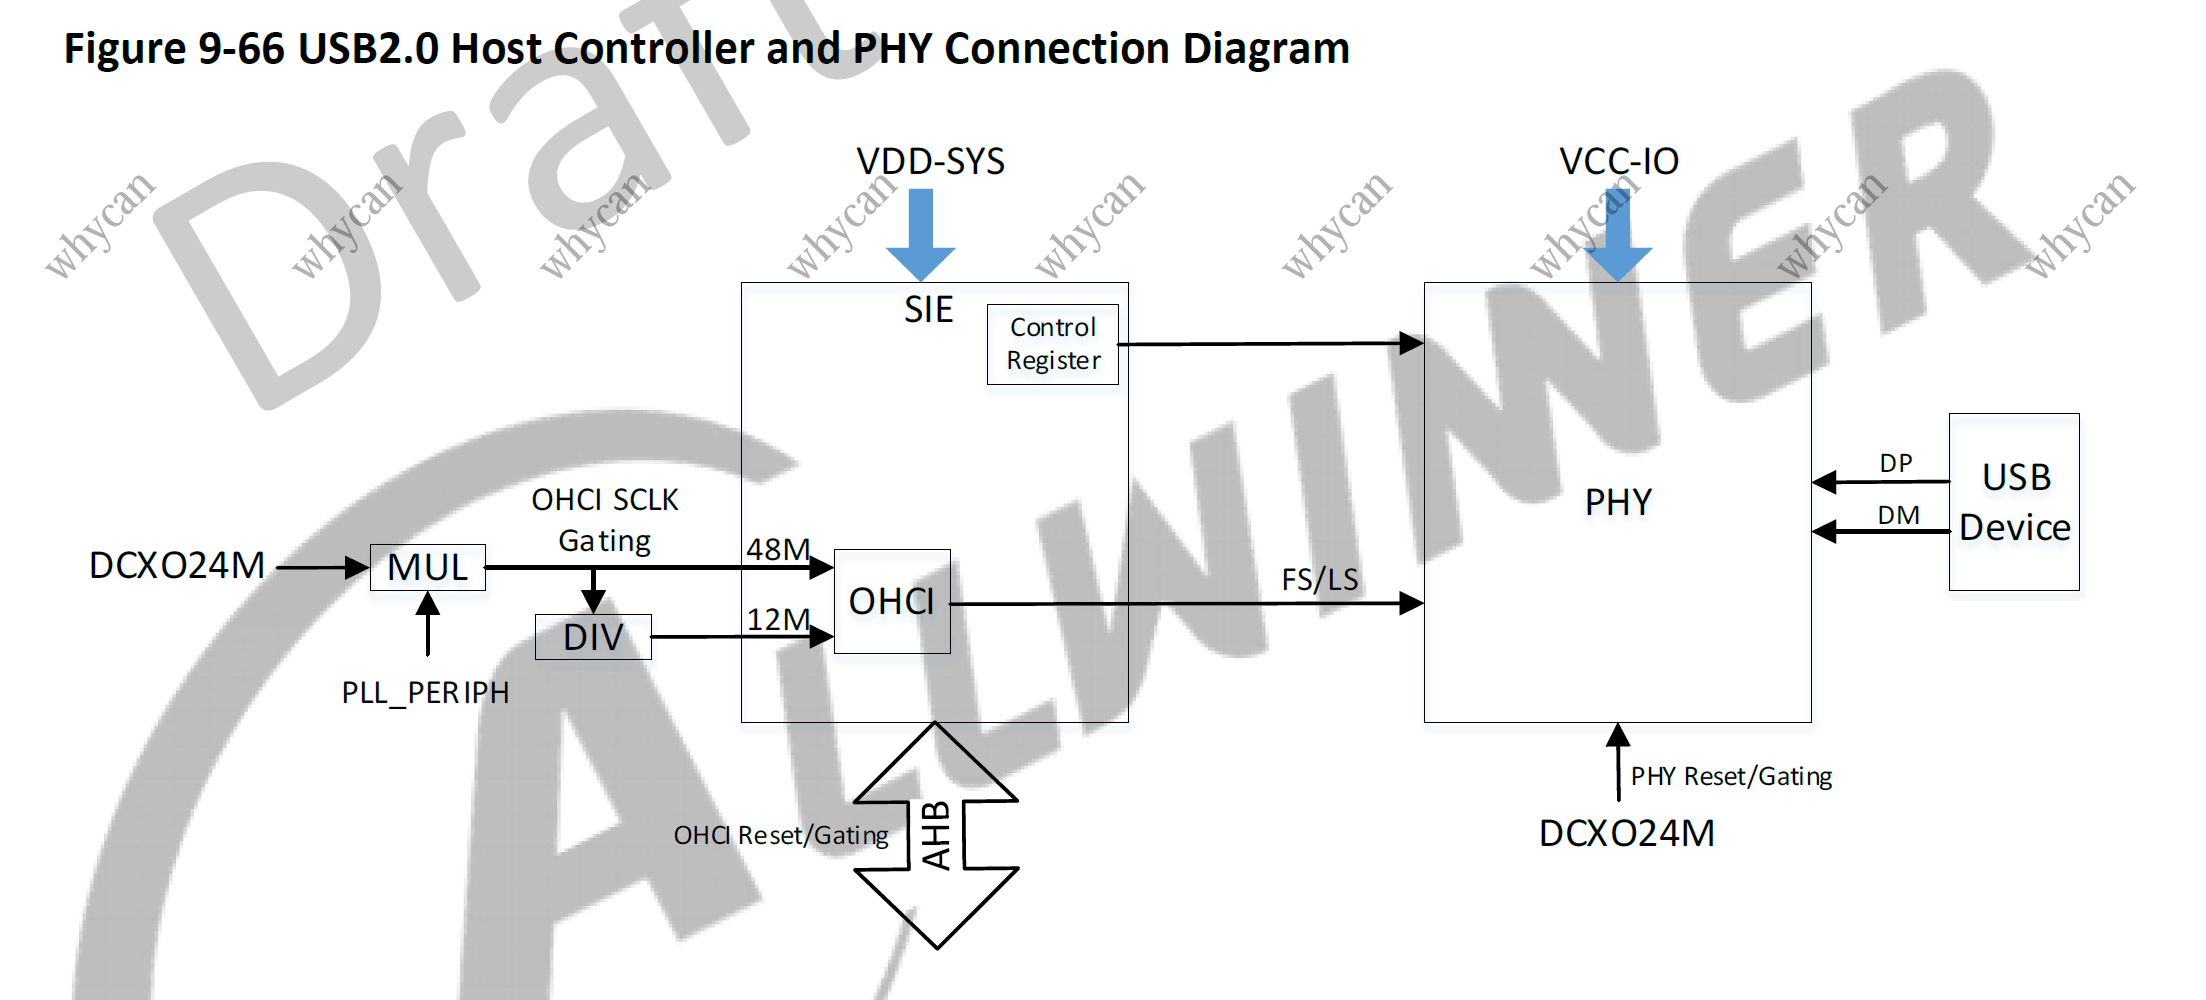 Figure 9-66 USB2.0 Host Controller and PHY Connection Diagram
Draft
VDD-SYS
VCC-IO
whycan whycan whycan whycan whycan whycan whycan whycan whycan
SIE
Control
Register
ALLWINNER
OHCI SCLK
Gating
DCXO24M
MUL
48M
OHCI
12M
DIV
PLL_PERIPH
FS/LS
PHY
DP
DM
USB
Device
OHCI Reset/Gating
AHB
PHY Reset/Gating
DCXO24M